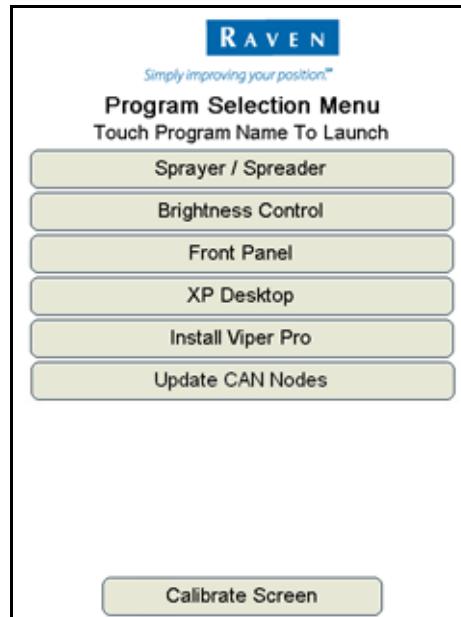 RAVEN
Simply improving your position.℠
Program Selection Menu
Touch Program Name To Launch
Sprayer / Spreader
Brightness Control
Front Panel
XP Desktop
Install Viper Pro
Update CAN Nodes
Calibrate Screen